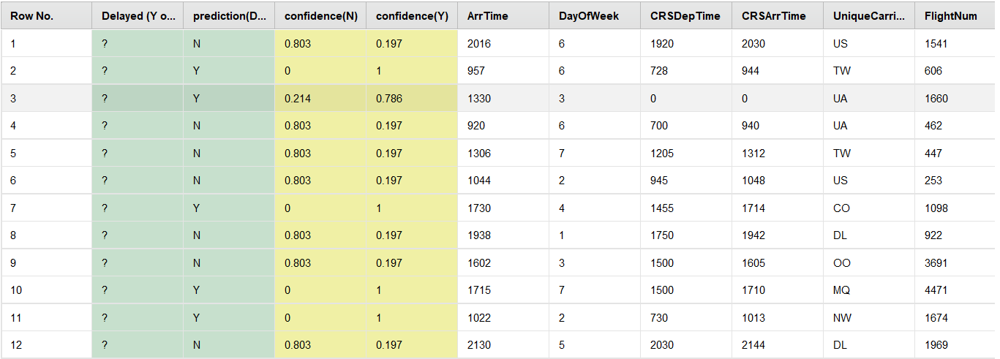 Row No. Delayed (Y o... prediction(D... confidence(N) confidence(Y) ArrTime DayOfWeek CRSDepTime CRSArrTime UniqueCarri... FlightNum
1 ? N 0.803 0.197 2016 6 1920 2030 US 1541
2 ? Y 0 1 957 6 728 944 TW 606
3 ? Y 0.214 0.786 1330 3 0 0 UA 1660
4 ? N 0.803 0.197 920 6 700 940 UA 462
5 ? N 0.803 0.197 1306 7 1205 1312 TW 447
6 ? N 0.803 0.197 1044 2 945 1048 US 253
7 ? Y 0 1 1730 4 1455 1714 CO 1098
8 ? N 0.803 0.197 1938 1 1750 1942 DL 922
9 ? N 0.803 0.197 1602 3 1500 1605 OO 3691
10 ? Y 0 1 1715 7 1500 1710 MQ 4471
11 ? Y 0 1 1022 2 730 1013 NW 1674
12 ? N 0.803 0.197 2130 5 2030 2144 DL 1969